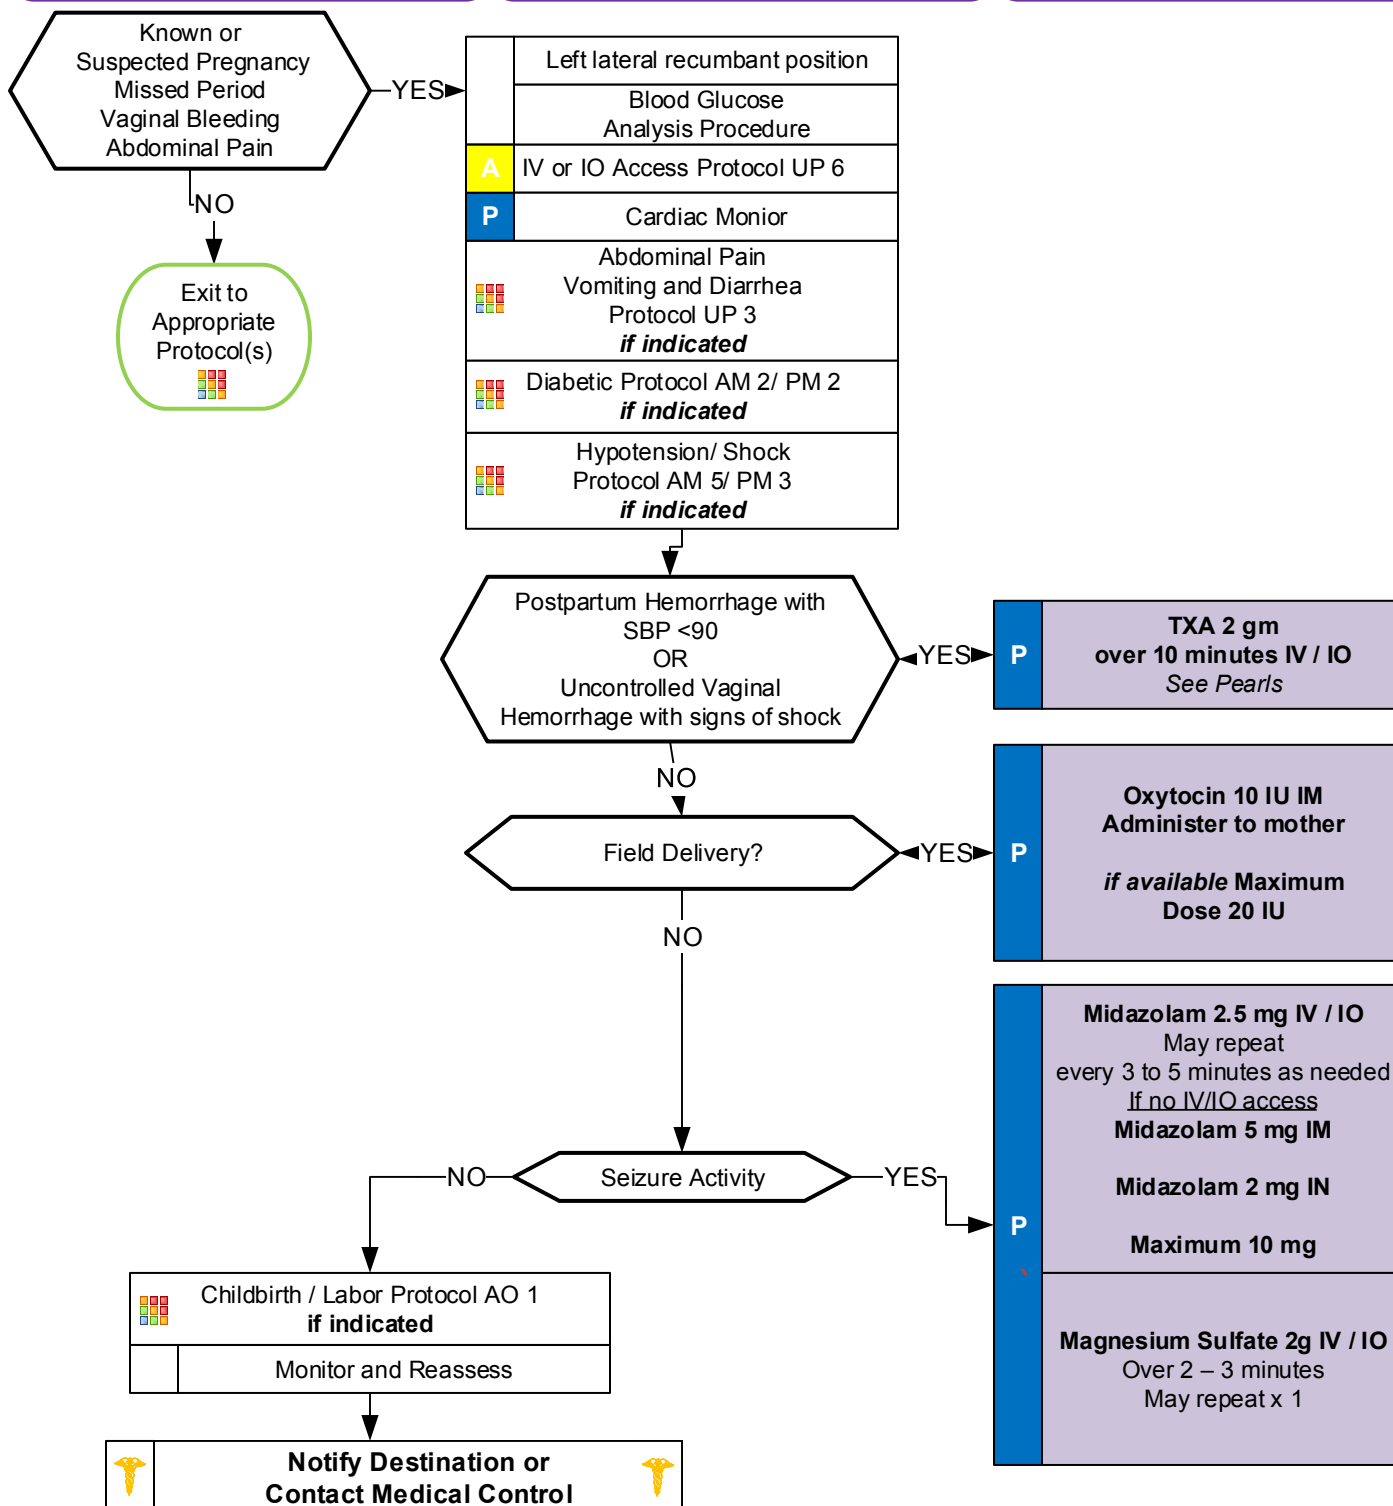 Known or
Suspected Pregnancy
Missed Period
Vaginal Bleeding
Abdominal Pain
YES
NO
Exit to
Appropriate
Protocol(s)
Left lateral recumbant position
Blood Glucose
Analysis Procedure
A
IV or IO Access Protocol UP 6
P
Cardiac Monior
Abdominal Pain
Vomiting and Diarrhea
Protocol UP 3
if indicated
Diabetic Protocol AM 2/ PM 2
if indicated
Hypotension/ Shock
Protocol AM 5/ PM 3
if indicated
Postpartum Hemorrhage with
SBP <90
OR
Uncontrolled Vaginal
Hemorrhage with signs of shock
YES
P
TXA 2 gm
over 10 minutes IV / IO
See Pearls
NO
Field Delivery?
YES
P
Oxytocin 10 IU IM
Administer to mother
if available Maximum
Dose 20 IU
NO
Seizure Activity
YES
P
Midazolam 2.5 mg IV / IO
May repeat
every 3 to 5 minutes as needed
If no IV/IO access
Midazolam 5 mg IM
Midazolam 2 mg IN
Maximum 10 mg
Magnesium Sulfate 2g IV / IO
Over 2 – 3 minutes
May repeat x 1
NO
Childbirth / Labor Protocol AO 1
if indicated
Monitor and Reassess
Notify Destination or
Contact Medical Control